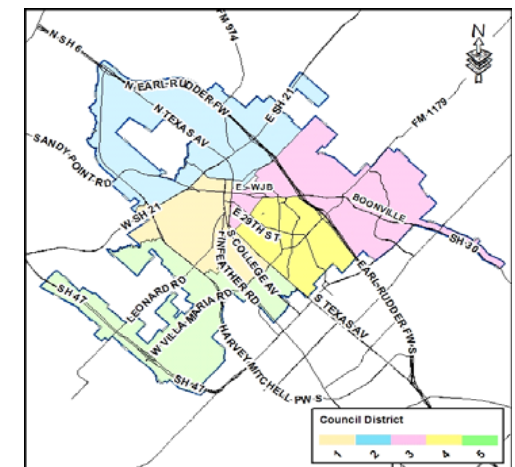 N
N SH 6
FM 974
N EARL RUDDER FW
E SH 21
N TEXAS AV
FM 1179
SANDY POINT RD
E WJB
BOONVILLE
W SH 21
E 29TH ST
SH 30
S COLLEGE AV
FINFEATHER RD
EARL RUDDER FW S
LEONARD RD
SH 47
W VILLA MARIA RD
S TEXAS AV
HARVEY MITCHELL PW S
SH 47
Council District
1 2 3 4 5